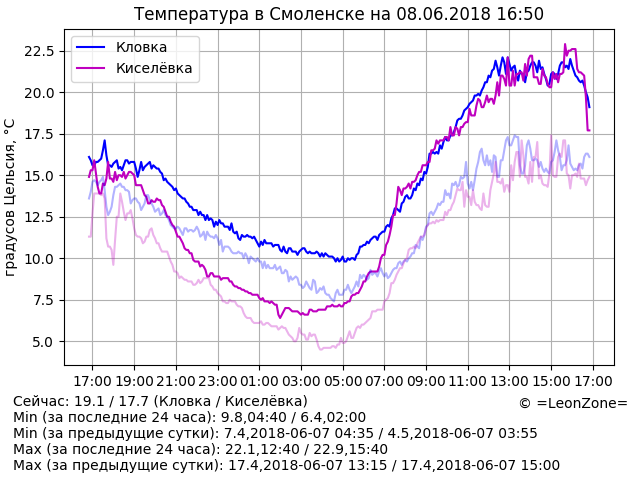 Температура в Смоленске на 08.06.2018 16:50
Кловка
Киселёвка
градусов Цельсия, °C
22.5
20.0
17.5
15.0
12.5
10.0
7.5
5.0
17:00 19:00 21:00 23:00 01:00 03:00 05:00 07:00 09:00 11:00 13:00 15:00 17:00
Сейчас: 19.1 / 17.7 (Кловка / Киселёвка)
© =LeonZone=
Min (за последние 24 часа): 9.8,04:40 / 6.4,02:00
Min (за предыдущие сутки): 7.4,2018-06-07 04:35 / 4.5,2018-06-07 03:55
Max (за последние 24 часа): 22.1,12:40 / 22.9,15:40
Max (за предыдущие сутки): 17.4,2018-06-07 13:15 / 17.4,2018-06-07 15:00